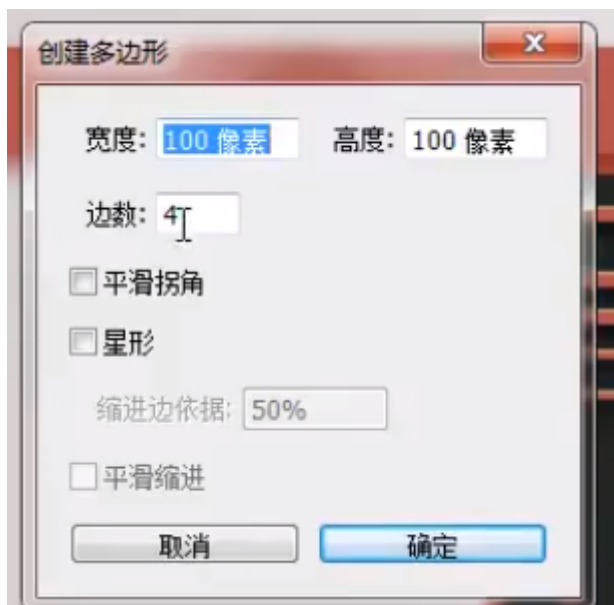 创建多边形
宽度: 100 像素 高度: 100 像素
边数: 4
平滑拐角
星形
缩进边依据: 50%
平滑缩进
取消 确定